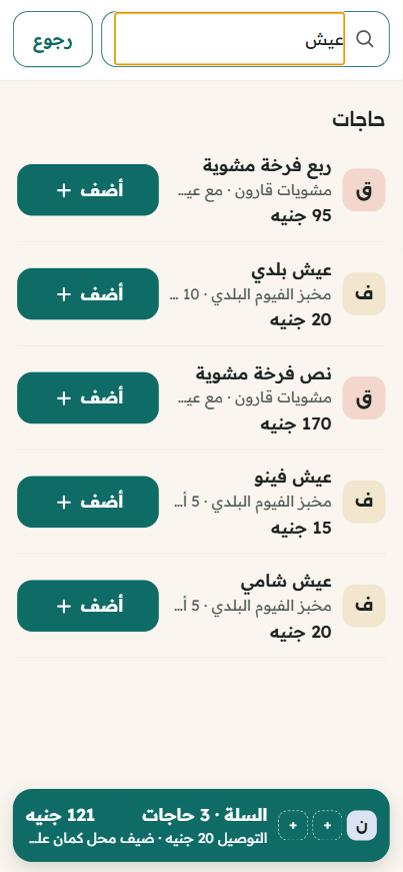 عيش
رجوع
حاجات
ق
ربع فرخة مشوية
مشويات قارون · مع عيـ...
95 جنيه
أضف +
ف
عيش بلدي
مخبز الفيوم البلدي · 10 ...
20 جنيه
أضف +
ق
نص فرخة مشوية
مشويات قارون · مع عيـ...
170 جنيه
أضف +
ف
عيش فينو
مخبز الفيوم البلدي · 5 أ...
15 جنيه
أضف +
ف
عيش شامي
مخبز الفيوم البلدي · 5 أ...
20 جنيه
أضف +
ن + +
السلة · 3 حاجات 121 جنيه
التوصيل 20 جنيه · ضيف محل كمان علـ...